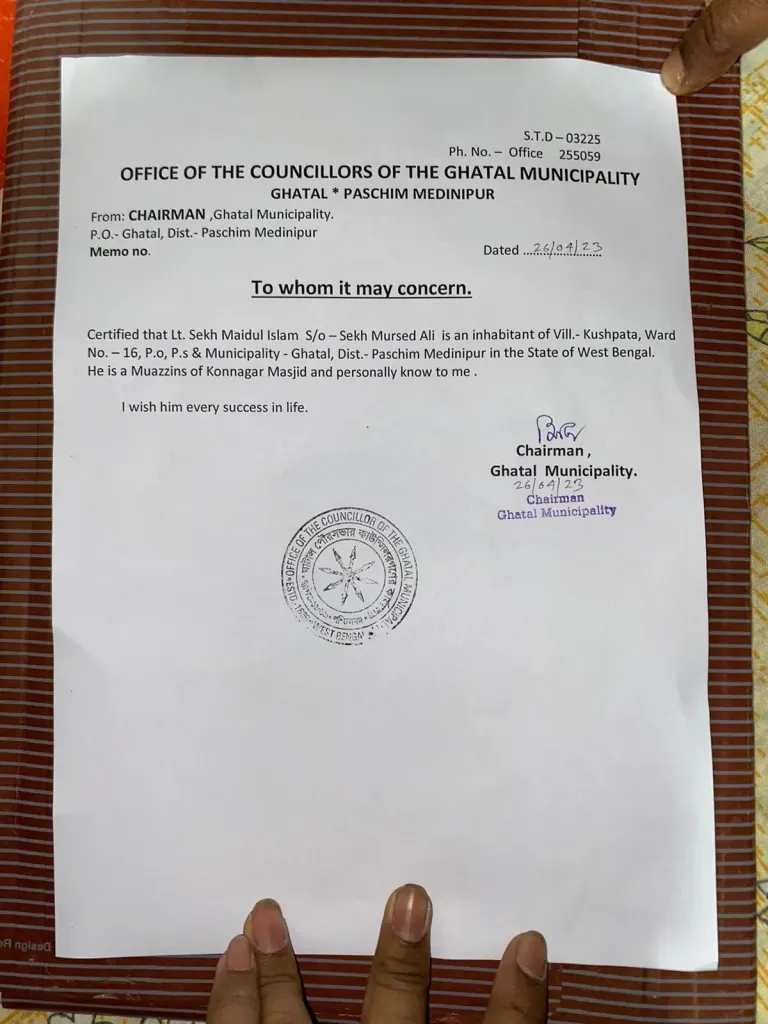 S.T.D – 03225
Ph. No. – Office 255059
OFFICE OF THE COUNCILLORS OF THE GHATAL MUNICIPALITY
GHATAL * PASCHIM MEDINIPUR
From: CHAIRMAN ,Ghatal Municipality.
P.O.- Ghatal, Dist.- Paschim Medinipur
Memo no.
Dated ...26/04/23
To whom it may concern.
Certified that Lt. Sekh Maidul Islam S/o – Sekh Mursed Ali is an inhabitant of Vill.- Kushpata, Ward
No. – 16, P.o, P.s & Municipality - Ghatal, Dist.- Paschim Medinipur in the State of West Bengal.
He is a Muazzins of Konnagar Masjid and personally know to me .
I wish him every success in life.
Chairman ,
Ghatal Municipality.
26/04/23
Chairman
Ghatal Municipality
OFFICE OF THE COUNCILLOR OF THE GHATAL MUNICIPAL
WEST BENGAL
Design Re